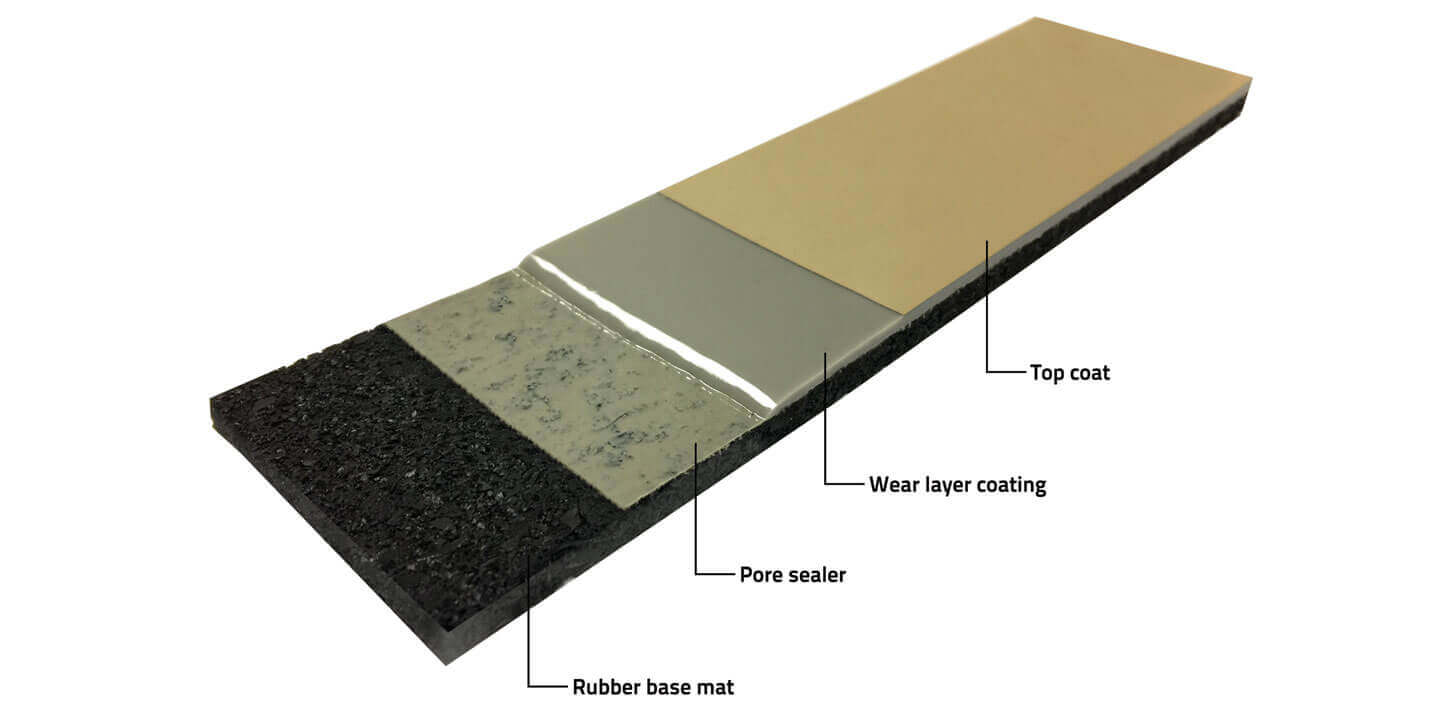 Top coat
Wear layer coating
Pore sealer
Rubber base mat